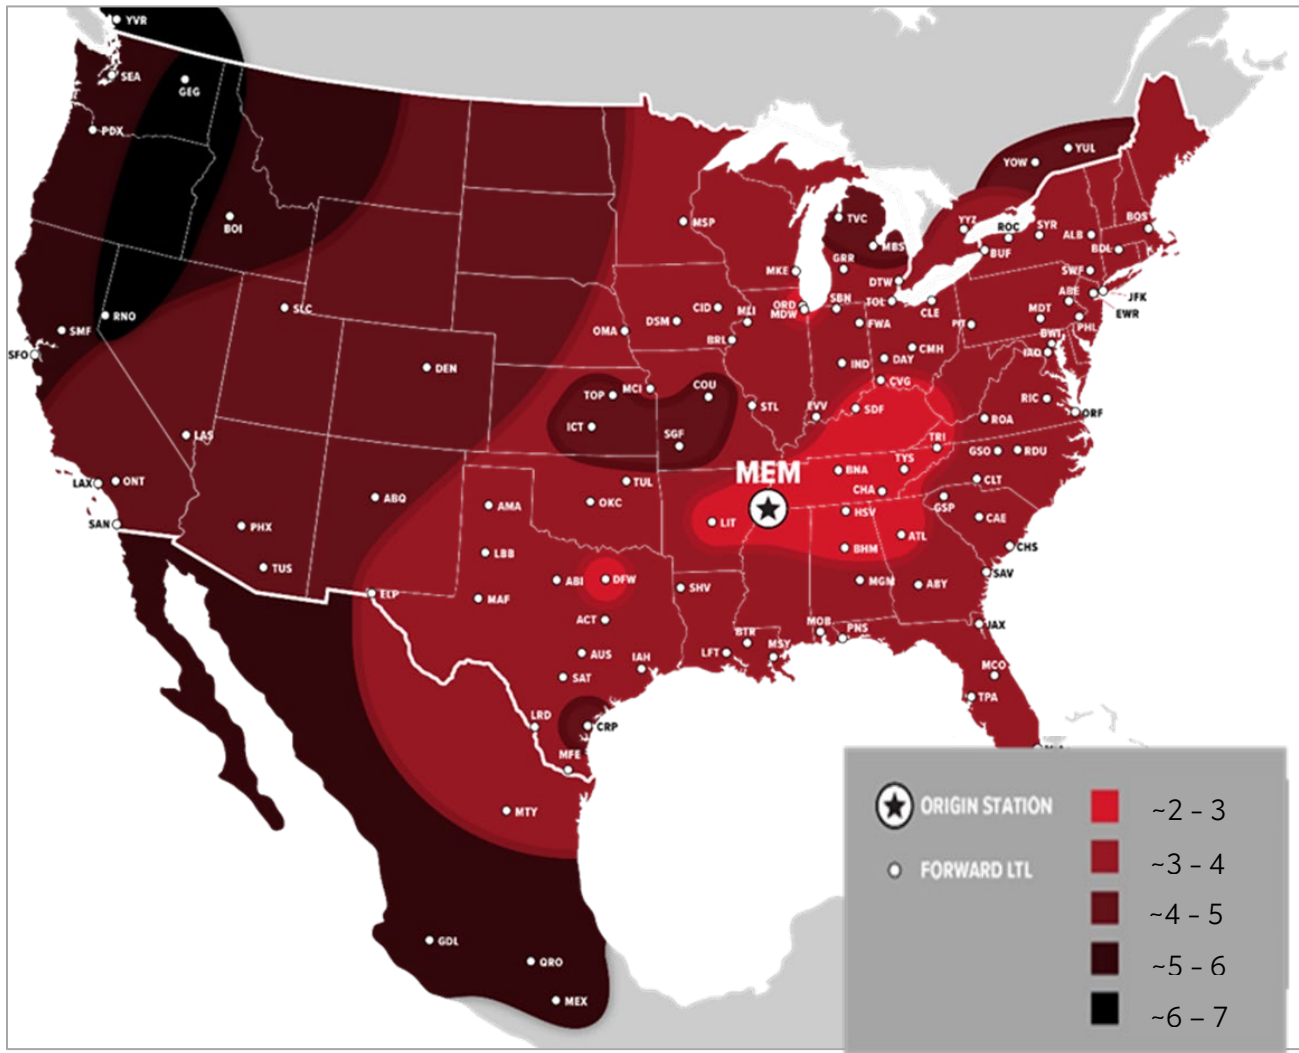 YVR
SEA
GEG
PDX
YUL
YOW
BOI
TVC
MSP
YYZ
ROC
SYR
BOS
ALB
MBS
BUF
BDL
GRR
MKE
SWF
DTW
ABE
JFK
SLC
CID
MLI
ORD
MDW
SBN
TOL
CLE
MDT
EWR
RNO
DSM
FWA
PIT
PHL
SMF
OMA
BRL
BWI
SFO
CMH
IAD
DEN
IND
DAY
CVG
TOP
MCI
COU
STL
EVV
SDF
RIC
ORF
ROA
ICT
SGF
LAS
TRI
GSO
RDU
MEM
BNA
TYS
LAX
ONT
TUL
CHA
CLT
ABQ
AMA
OKC
GSP
SAN
PHX
LIT
HSV
CAE
ATL
LBB
BHM
CHS
TUS
ABI
DFW
SHV
MGM
ABY
SAV
ELP
MAF
ACT
MOB
PNS
JAX
AUS
IAH
LFT
BTR
MSY
SAT
MCO
TPA
LRD
CRP
MFE
MTY
GDL
QRO
MEX
ORIGIN STATION
FORWARD LTL
~2 - 3
~3 - 4
~4 - 5
~5 - 6
~6 - 7